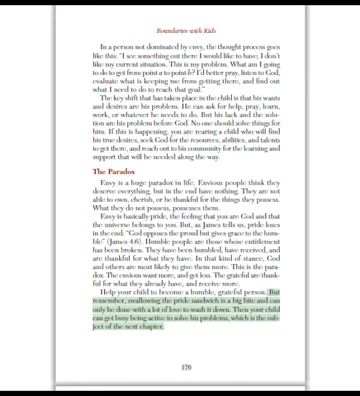 Boundaries with Kids
In a person not dominated by envy, the thought process goes
like this: "I see something out there I would like to have; I don't
like my current situation. This is my problem. What am I going
to do to get from point a to point b? I'd better pray, listen to God,
evaluate what is keeping me from getting there, and find out
what I need to do to reach that goal."
The key shift that has taken place in the child is that his wants
and desires are his problem. He can ask for help, pray, learn,
work, or whatever he needs to do. But his lack and the solu-
tion are his problem before God. No one should solve things for
him. If this is happening, you are rearing a child who will find
his true desires, seek God for the resources, abilities, and talents
to get there, and reach out to his community for the learning and
support that will be needed along the way.
The Paradox
Envy is a huge paradox in life. Envious people think they
deserve everything, but in the end have nothing. They are not
able to own, cherish, or be thankful for the things they possess.
What they do not possess, possesses them.
Envy is basically pride, the feeling that you are God and that
the universe belongs to you. But, as James tells us, pride loses
in the end: "God opposes the proud but gives grace to the hum-
ble" (James 4:6). Humble people are those whose entitlement
has been broken. They have been humbled, have received, and
are thankful for what they have. In that kind of stance, God
and others are most likely to give them more. This is the para-
dox. The envious want more, and get less. The grateful are thank-
ful for what they already have, and receive more.
Help your child to become a humble, grateful person. But
remember, swallowing the pride sandwich is a big bite and can
only be done with a lot of love to wash it down. Then your child
can get busy being active to solve his problems, which is the sub-
ject of the next chapter.
176